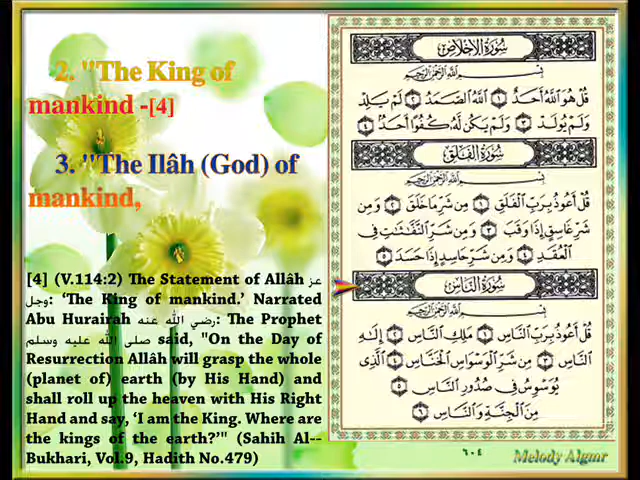 2. "The King of
mankind -[4]
3. "The Ilâh (God) of
mankind,
[4] (V.114:2) The Statement of Allâh عز
وجل: ‘The King of mankind.’ Narrated
Abu Hurairah رضي الله عنه: The Prophet
صلى الله عليه وسلم said, "On the Day of
Resurrection Allâh will grasp the whole
(planet of) earth (by His Hand) and
shall roll up the heaven with His Right
Hand and say, ‘I am the King. Where are
the kings of the earth?’" (Sahih Al--
Bukhari, Vol.9, Hadith No.479)
سُورَةُ الإِخْلَاصِ
بِسْمِ اللَّهِ الرَّحْمَٰنِ الرَّحِيمِ
قُلْ هُوَ اللَّهُ أَحَدٌ ١ اللَّهُ الصَّمَدُ ٢ لَمْ يَلِدْ
وَلَمْ يُولَدْ ٣ وَلَمْ يَكُن لَّهُ كُفُوًا أَحَدٌ ٤
سُورَةُ الْفَلَقِ
بِسْمِ اللَّهِ الرَّحْمَٰنِ الرَّحِيمِ
قُلْ أَعُوذُ بِرَبِّ الْفَلَقِ ١ مِن شَرِّ مَا خَلَقَ ٢ وَمِن
شَرِّ غَاسِقٍ إِذَا وَقَبَ ٣ وَمِن شَرِّ النَّفَّاثَاتِ فِي
الْعُقَدِ ٤ وَمِن شَرِّ حَاسِدٍ إِذَا حَسَدَ ٥
سُورَةُ النَّاسِ
بِسْمِ اللَّهِ الرَّحْمَٰنِ الرَّحِيمِ
قُلْ أَعُوذُ بِرَبِّ النَّاسِ ١ مَلِكِ النَّاسِ ٢ إِلَٰهِ
النَّاسِ ٣ مِن شَرِّ الْوَسْوَاسِ الْخَنَّاسِ ٤ الَّذِي
يُوَسْوِسُ فِي صُدُورِ النَّاسِ ٥
مِنَ الْجِنَّةِ وَالنَّاسِ ٦
٦٠٤
Melody Algmr